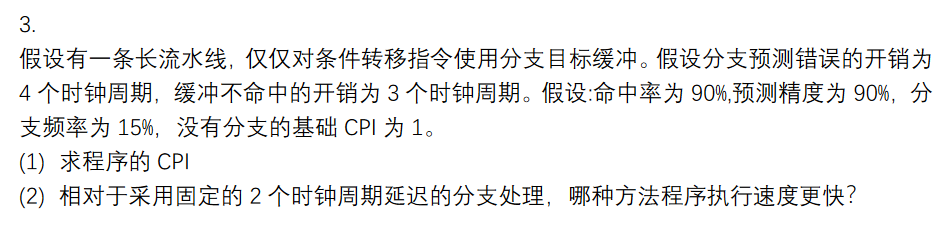 3.
假设有一条长流水线，仅仅对条件转移指令使用分支目标缓冲。假设分支预测错误的开销为
4 个时钟周期，缓冲不命中的开销为 3 个时钟周期。假设:命中率为 90%,预测精度为 90%，分
支频率为 15%，没有分支的基础 CPI 为 1。
(1) 求程序的 CPI
(2) 相对于采用固定的 2 个时钟周期延迟的分支处理，哪种方法程序执行速度更快?